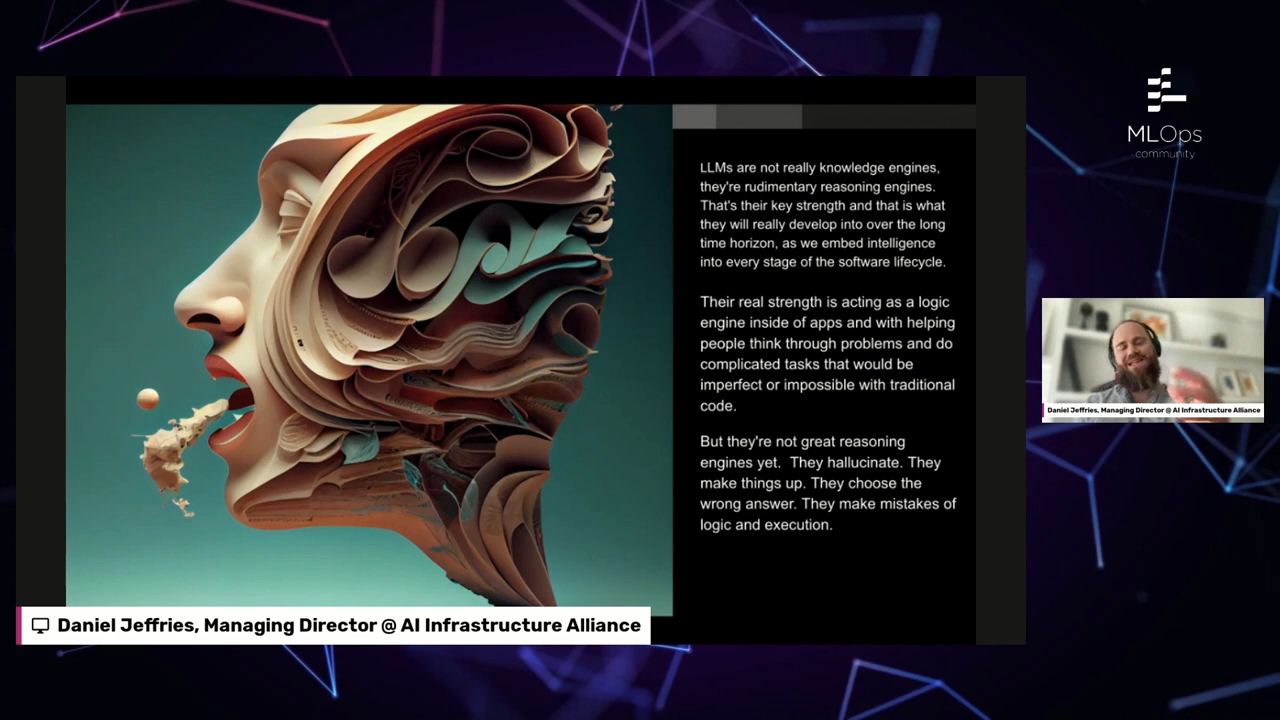 MLOps
community
LLMs are not really knowledge engines,
they're rudimentary reasoning engines.
That's their key strength and that is what
they will really develop into over the long
time horizon, as we embed intelligence
into every stage of the software lifecycle.
Their real strength is acting as a logic
engine inside of apps and with helping
people think through problems and do
complicated tasks that would be
imperfect or impossible with traditional
code.
But they're not great reasoning
engines yet.  They hallucinate. They
make things up. They choose the
wrong answer. They make mistakes of
logic and execution.
Daniel Jeffries, Managing Director @ AI Infrastructure Alliance
Daniel Jeffries, Managing Director @ AI Infrastructure Alliance